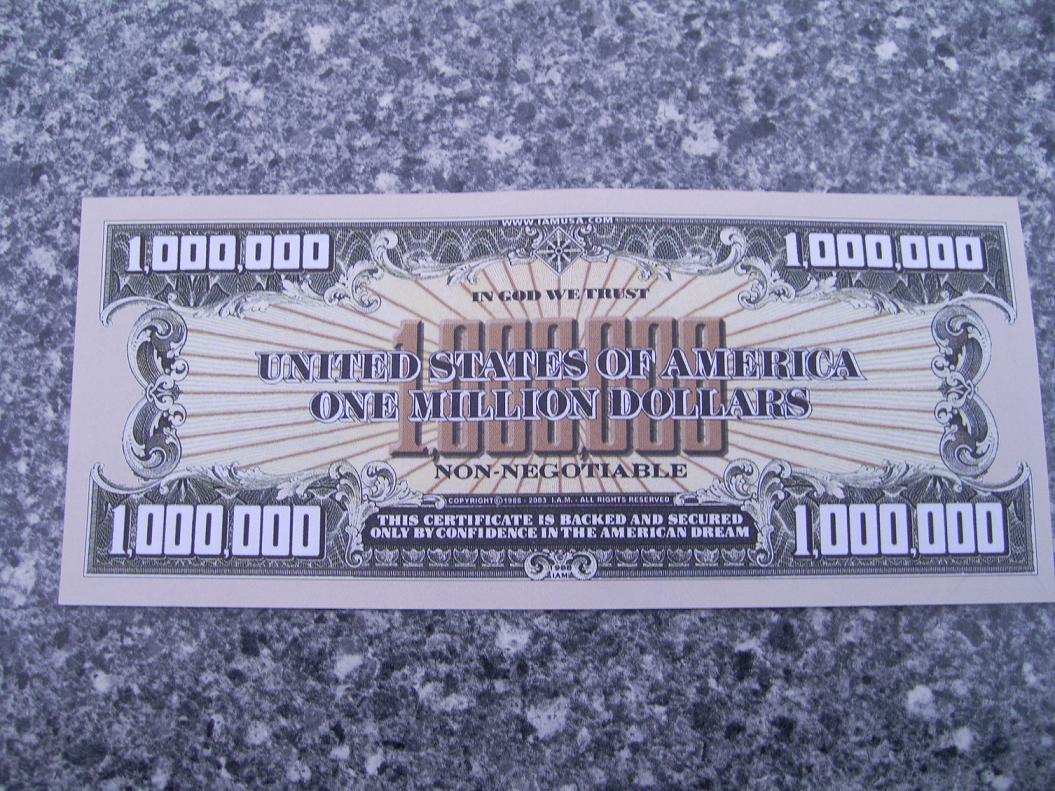 WWW.IAMUSA.COM
1,000,000 1,000,000
IN GOD WE TRUST
1,000,000
UNITED STATES OF AMERICA
ONE MILLION DOLLARS
NON-NEGOTIABLE
COPYRIGHT © 1988 - 2003 I.A.M. - ALL RIGHTS RESERVED
1,000,000 1,000,000
THIS CERTIFICATE IS BACKED AND SECURED
ONLY BY CONFIDENCE IN THE AMERICAN DREAM
IAM